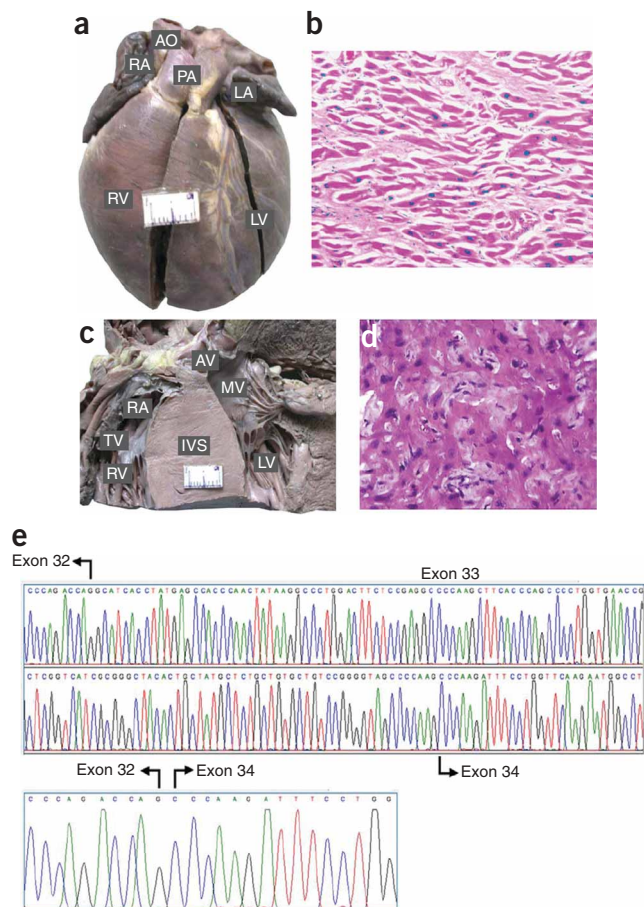 a
AO
RA
PA
LA
RV
LV
b
c
AV
MV
RA
TV
RV
IVS
LV
d
e
Exon 32
Exon 33
CCCAGACCAGGCATCACCTATGAGCCACCCAACTATAAGGCCCTGGACTTCTCCGAGGCCCCAAGCTTCACCCAGCCCCTGGTGAACCG
CTCGGTCATCGCGGGCTACACTGCTATGCTCTGCTGTGCTGTCCGGGGTAGCCCCAAGCCCAAGATTTCCTGGTTCAAGAATGGCCT
Exon 32 Exon 34
Exon 34
C C C A G A C C A G C C C A A G A T T T C C T G G